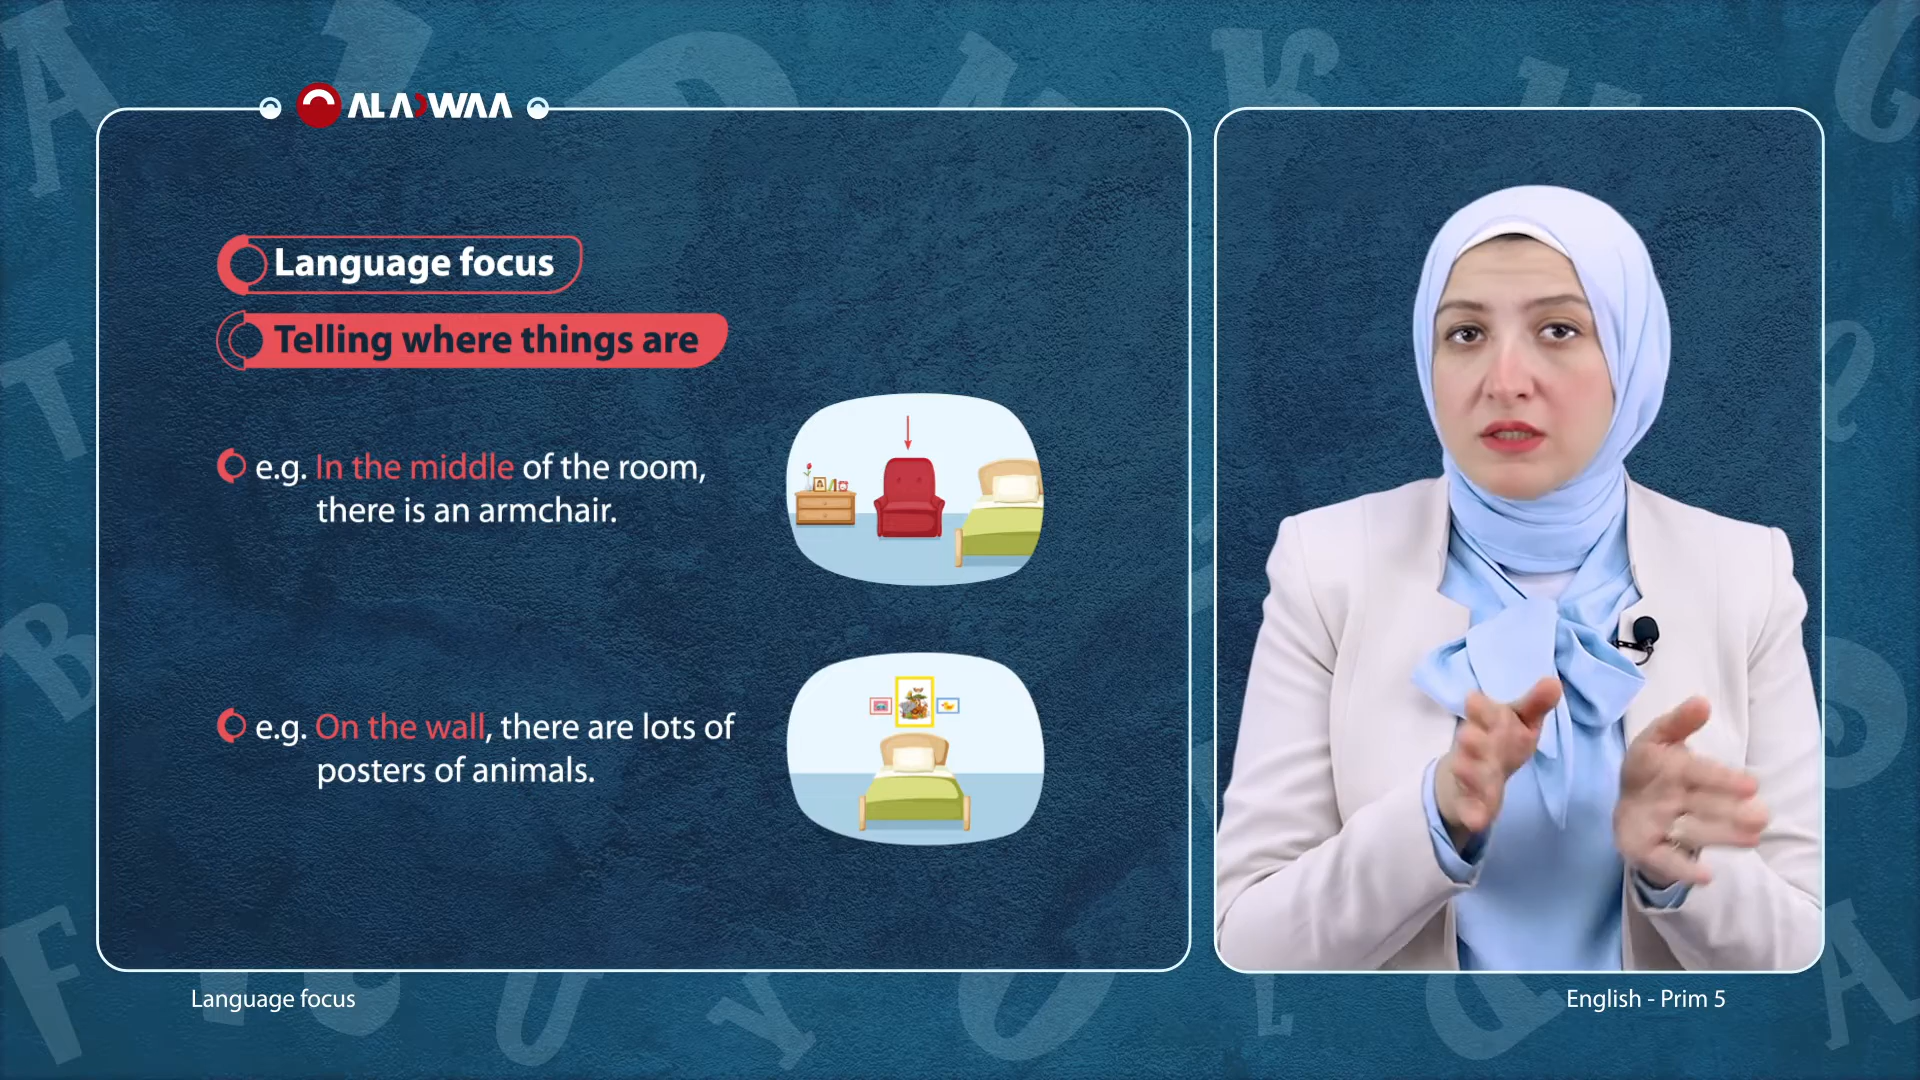 ALADWAA
Language focus
Telling where things are
e.g. In the middle of the room,
there is an armchair.
e.g. On the wall, there are lots of
posters of animals.
Language focus
English - Prim 5